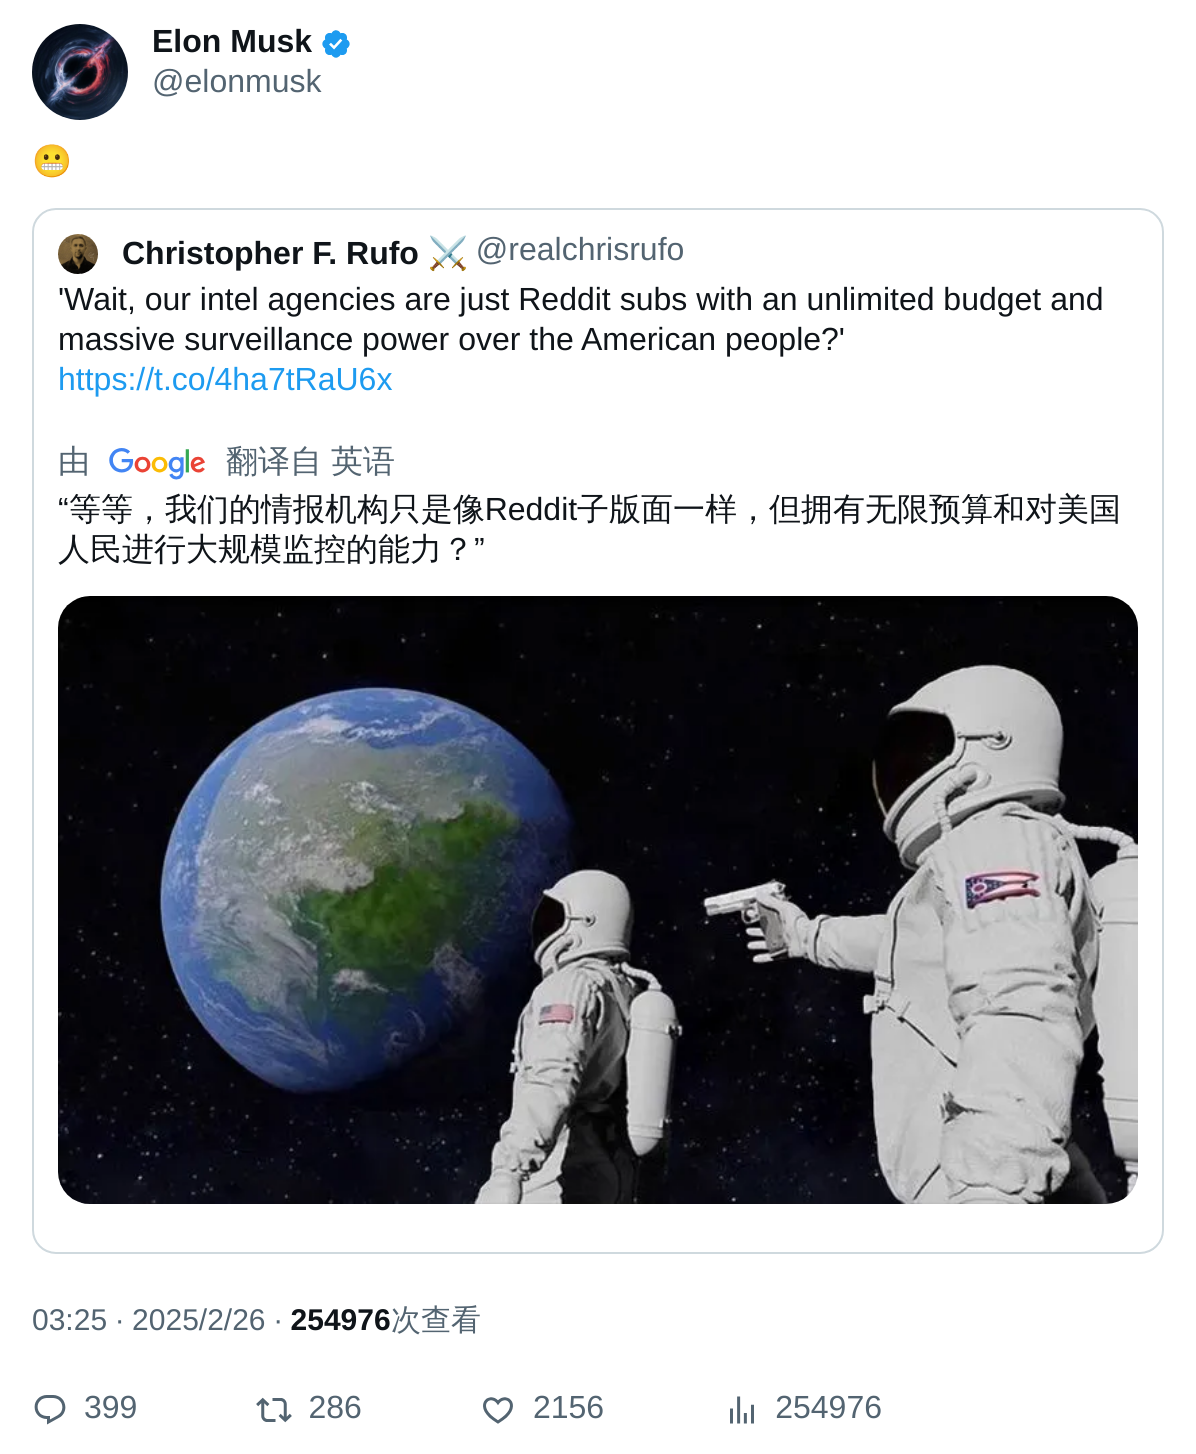 Elon Musk
@elonmusk
😬
Christopher F. Rufo ⚔️ @realchrisrufo
'Wait, our intel agencies are just Reddit subs with an unlimited budget and
massive surveillance power over the American people?'
https://t.co/4ha7tRaU6x
由 Google 翻译自 英语
“等等，我们的情报机构只是像Reddit子版面一样，但拥有无限预算和对美国
人民进行大规模监控的能力？”
03:25 · 2025/2/26 · 254976次查看
399 286 2156 254976